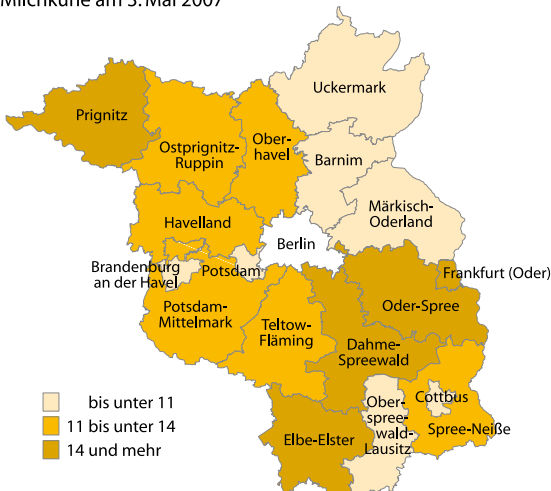 Milchkühe am 3. Mai 2007
Uckermark
Prignitz
Ostprignitz-
Ruppin
Ober-
havel
Barnim
Havelland
Märkisch-
Oderland
Berlin
Brandenburg
an der Havel
Potsdam
Frankfurt (Oder)
Potsdam-
Mittelmark
Oder-Spree
Teltow-
Fläming
Dahme-
Spreewald
Cottbus
Ober-
spree-
wald-
Lausitz
Spree-Neiße
Elbe-Elster
bis unter 11
11 bis unter 14
14 und mehr